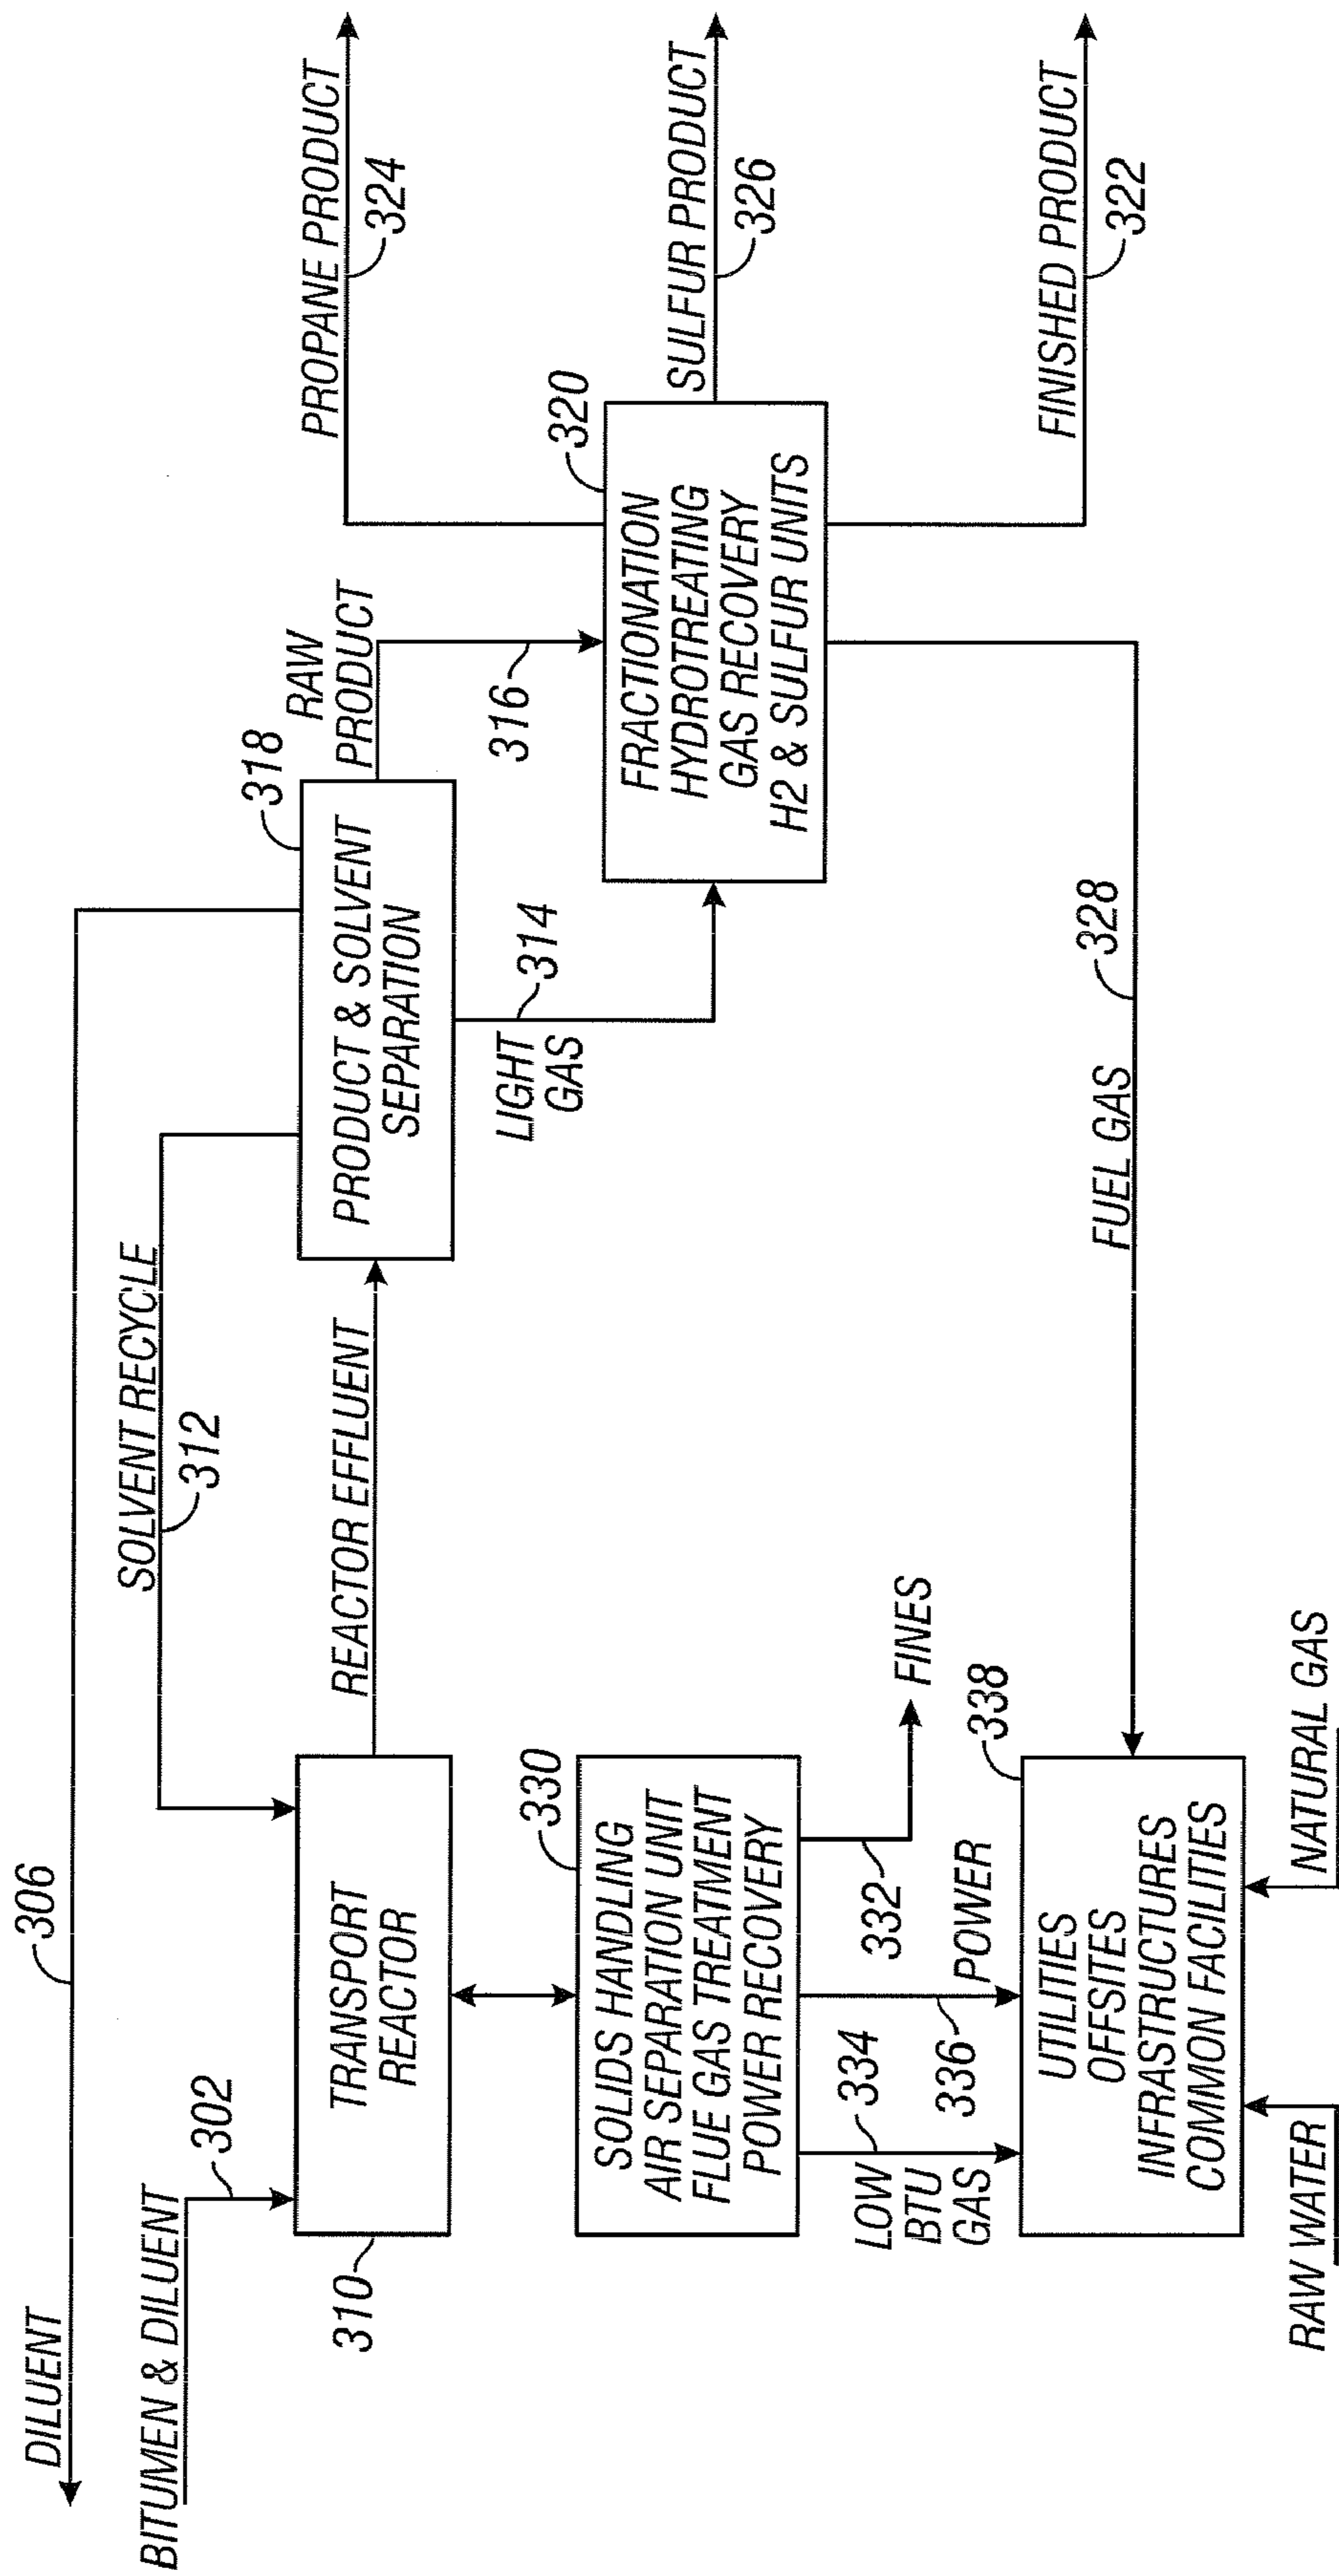 DILUENT
306
BITUMEN & DILUENT
302
SOLVENT RECYCLE
312
310
TRANSPORT
REACTOR
REACTOR EFFLUENT
318
PRODUCT & SOLVENT
SEPARATION
RAW
PRODUCT
316
LIGHT
GAS
314
320
FRACTIONATION
HYDROTREATING
GAS RECOVERY
H2 & SULFUR UNITS
PROPANE PRODUCT
324
SULFUR PRODUCT
326
FINISHED PRODUCT
322
330
SOLIDS HANDLING
AIR SEPARATION UNIT
FLUE GAS TREATMENT
POWER RECOVERY
LOW
BTU
GAS
334
336
POWER
332
FINES
338
UTILITIES
OFFSITES
INFRASTRUCTURES
COMMON FACILITIES
FUEL GAS
328
RAW WATER
NATURAL GAS